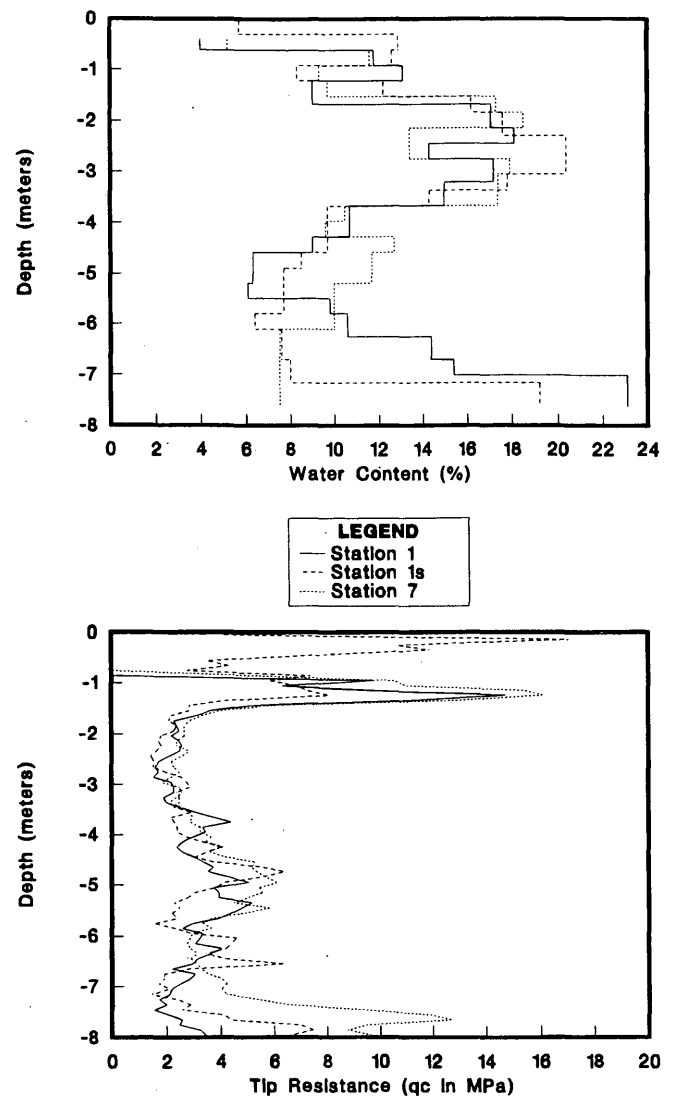 0
-1
-2
-3
-4
-5
-6
-7
-8
Depth (meters)
0 2 4 6 8 10 12 14 16 18 20 22 24
Water Content (%)
LEGEND
Station 1
Station 1s
Station 7
0
-1
-2
-3
-4
-5
-6
-7
-8
Depth (meters)
0 2 4 6 8 10 12 14 16 18 20
Tip Resistance (qc in MPa)